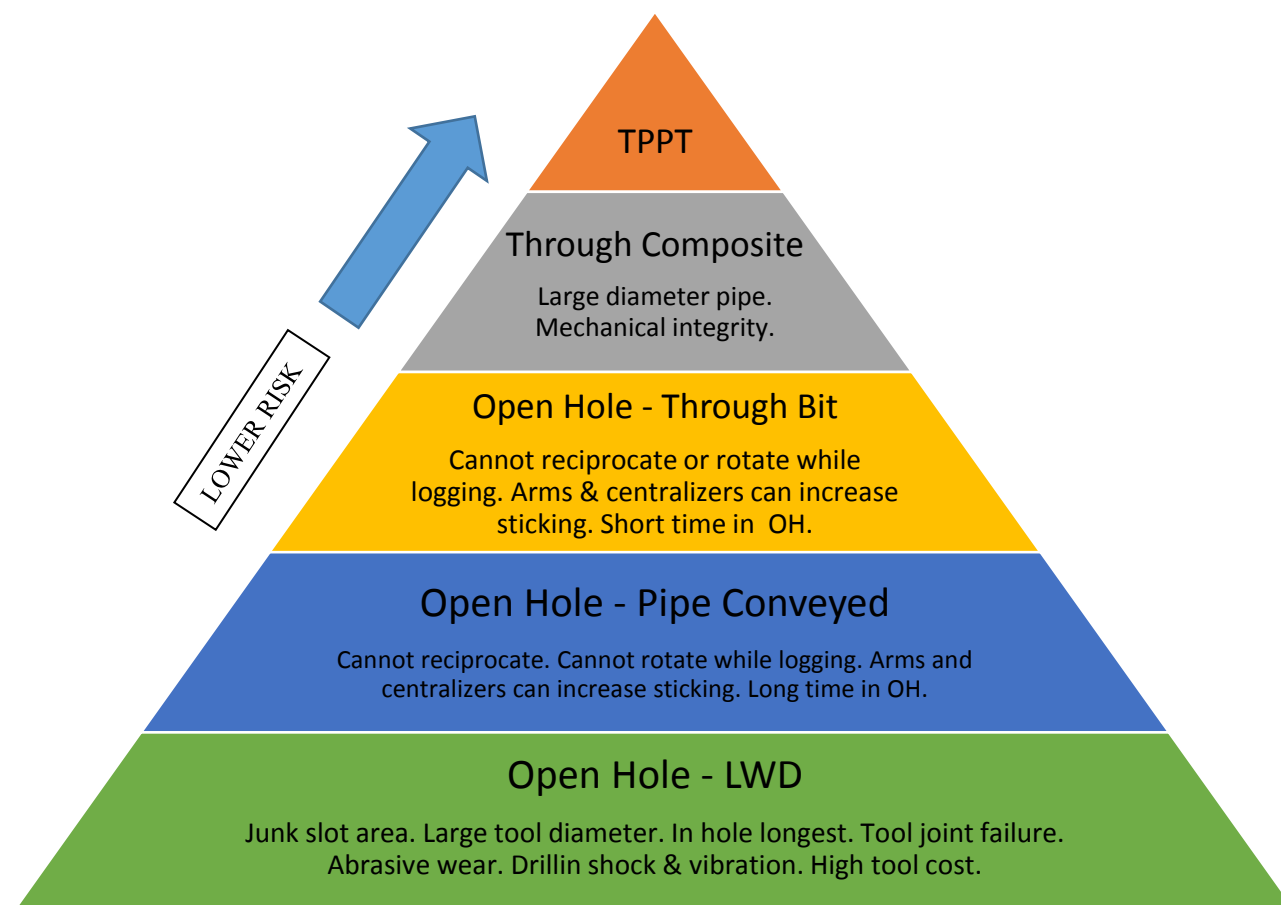 TPPT
Through Composite
Large diameter pipe.
Mechanical integrity.
LOWER RISK
Open Hole - Through Bit
Cannot reciprocate or rotate while
logging. Arms & centralizers can increase
sticking. Short time in OH.
Open Hole - Pipe Conveyed
Cannot reciprocate. Cannot rotate while logging. Arms and
centralizers can increase sticking. Long time in OH.
Open Hole - LWD
Junk slot area. Large tool diameter. In hole longest. Tool joint failure.
Abrasive wear. Drillin shock & vibration. High tool cost.